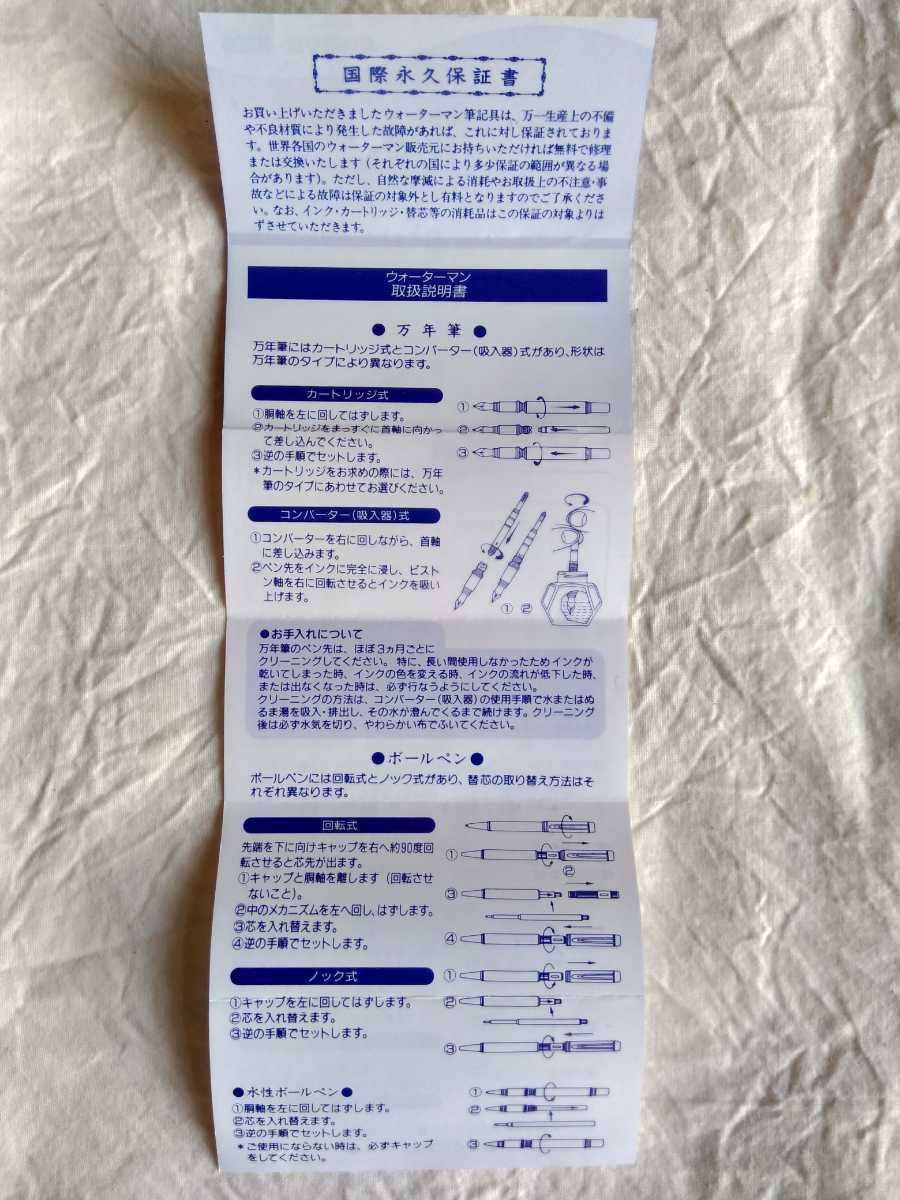 国際永久保証書
お買い上げいただきましたウォーターマン筆記具は、万一生産上の不備
や不良材質により発生した故障があれば、これに対し保証されておりま
す。世界各国のウォーターマン販売元にお持ちいただければ無料で修理
または交換いたします（それぞれの国により多少保証の範囲が異なる場
合があります）。ただし、自然な摩滅による消耗やお取扱上の不注意・事
故などによる故障は保証の対象外とし有料となりますのでご了承くださ
い。なお、インク・カートリッジ・替芯等の消耗品はこの保証の対象よりは
ずさせていただきます。
ウォーターマン
取扱説明書
●万年筆●
万年筆にはカートリッジ式とコンバーター（吸入器）式があり、形状は
万年筆のタイプにより異なります。
カートリッジ式
①胴軸を左に回してはずします。
②カートリッジをまっすぐに首軸に向かっ
て差し込んでください。
③逆の手順でセットします。
＊カートリッジをお求めの際には、万年
筆のタイプにあわせてお選びください。
①
②
③
コンバーター（吸入器）式
①コンバーターを右に回しながら、首軸
に差し込みます。
②ペン先をインクに完全に浸し、ピスト
ン軸を右に回転させるとインクを吸い
上げます。
① ②
●お手入れについて
万年筆のペン先は、ほぼ3ヵ月ごとに
クリーニングしてください。特に、長い間使用しなかったためインクが
乾いてしまった時、インクの色を変える時、インクの流れが低下した時、
または出なくなった時は、必ず行なうようにしてください。
クリーニングの方法は、コンバーター（吸入器）の使用手順で水またはぬ
るま湯を吸入・排出し、その水が澄んでくるまで続けます。クリーニング
後は必ず水気を切り、やわらかい布でふいてください。
●ボールペン●
ボールペンには回転式とノック式があり、替芯の取り替え方法はそ
れぞれ異なります。
回転式
先端を下に向けキャップを右へ約90度回
転させると芯先が出ます。
①キャップと胴軸を離します（回転させ
ないこと）。
②中のメカニズムを左へ回し、はずします。
③芯を入れ替えます。
④逆の手順でセットします。
①
②
③
④
ノック式
①キャップを左に回してはずします。
②芯を入れ替えます。
③逆の手順でセットします。
①
②
③
●水性ボールペン●
①胴軸を左に回してはずします。
②芯を入れ替えます。
③逆の手順でセットします。
＊ご使用にならない時は、必ずキャップ
をしてください。
①
②
③